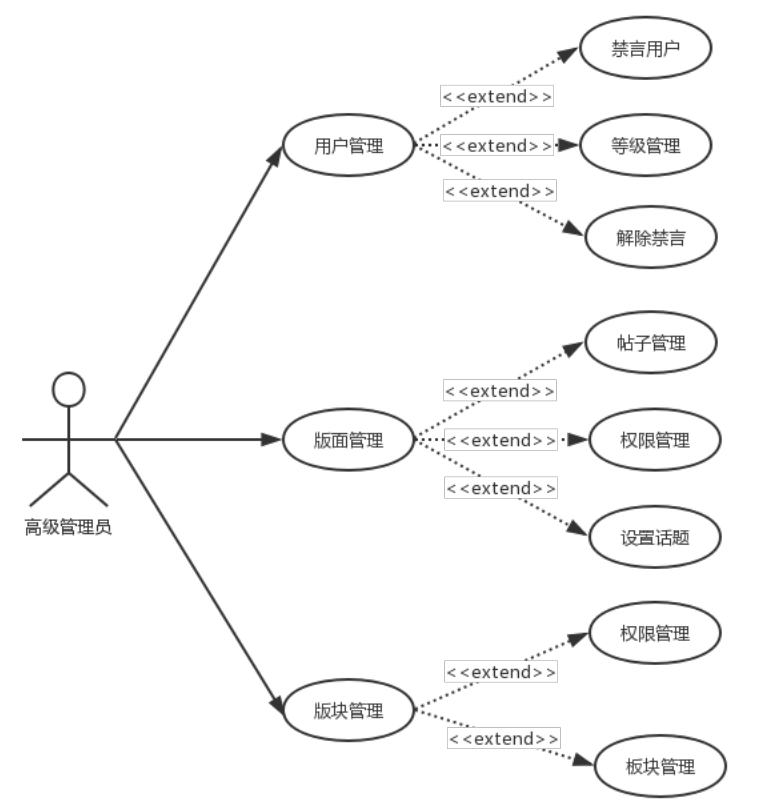 禁言用户
<<extend>>
用户管理
<<extend>>
等级管理
<<extend>>
解除禁言
帖子管理
<<extend>>
版面管理
<<extend>>
权限管理
<<extend>>
高级管理员
设置话题
权限管理
<<extend>>
版块管理
<<extend>>
板块管理